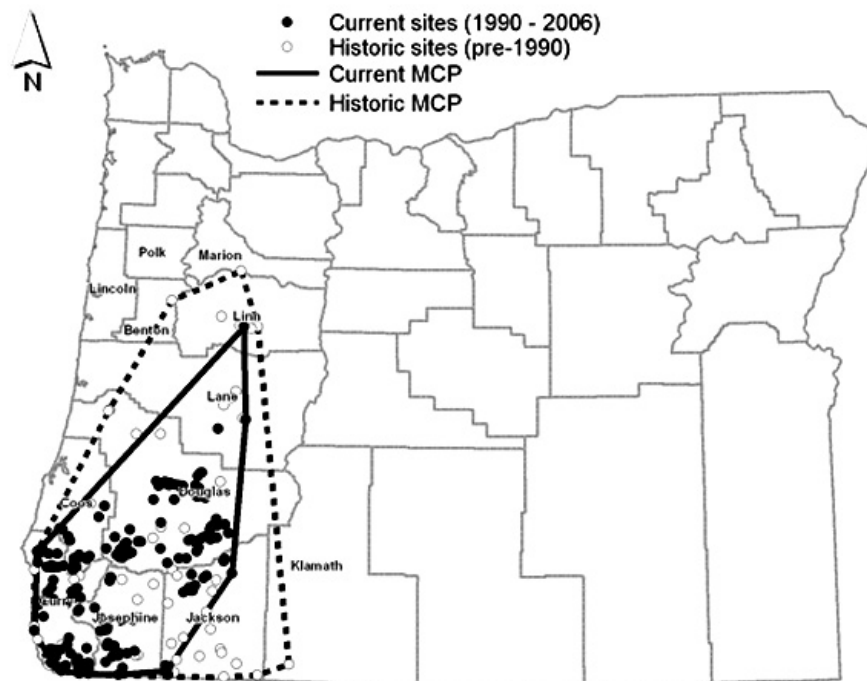 Current sites (1990 - 2006)
Historic sites (pre-1990)
N
Current MCP
Historic MCP
Polk
Marion
Lincoln
Benton
Linn
Lane
Douglas
Coos
Klamath
Curry
Josephine
Jackson